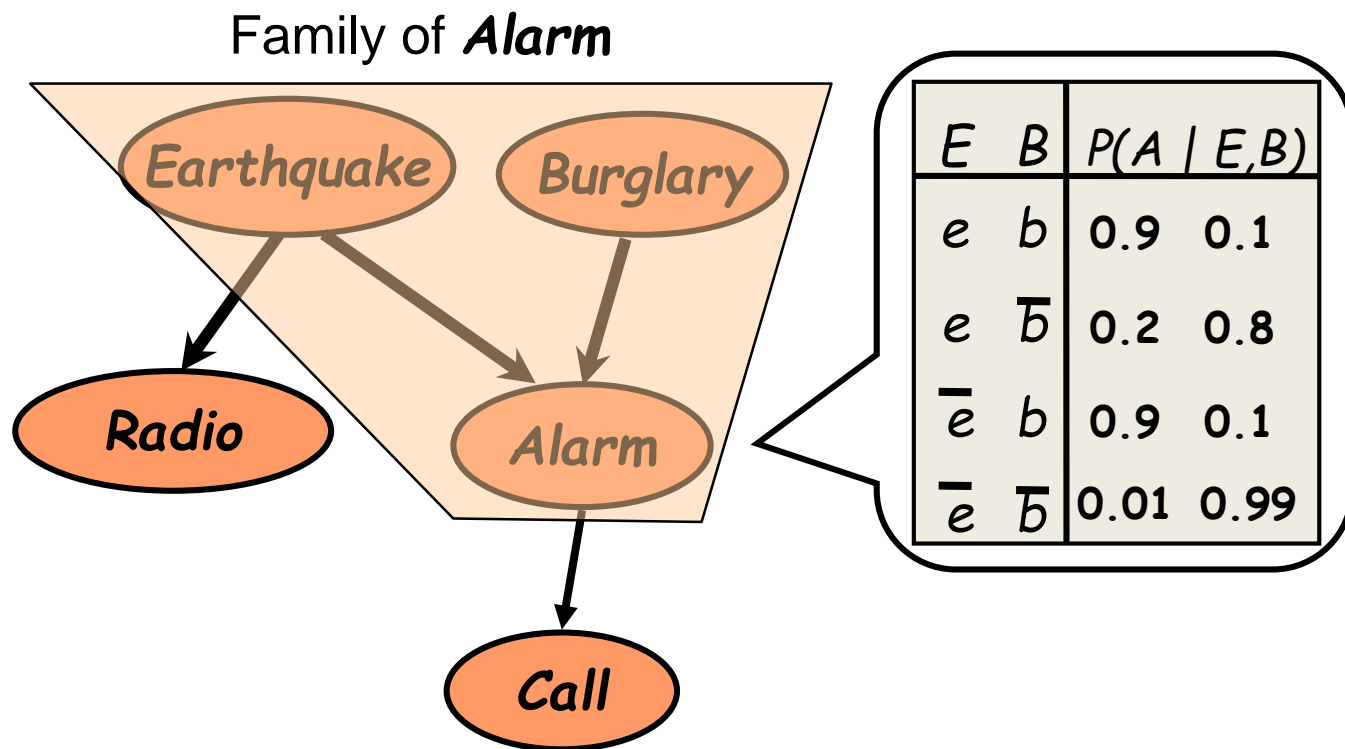 Family of Alarm
Earthquake
Burglary
Radio
Alarm
Call
E B P(A | E,B)
e b 0.9 0.1
e b̅ 0.2 0.8
e̅ b 0.9 0.1
e̅ b̅ 0.01 0.99